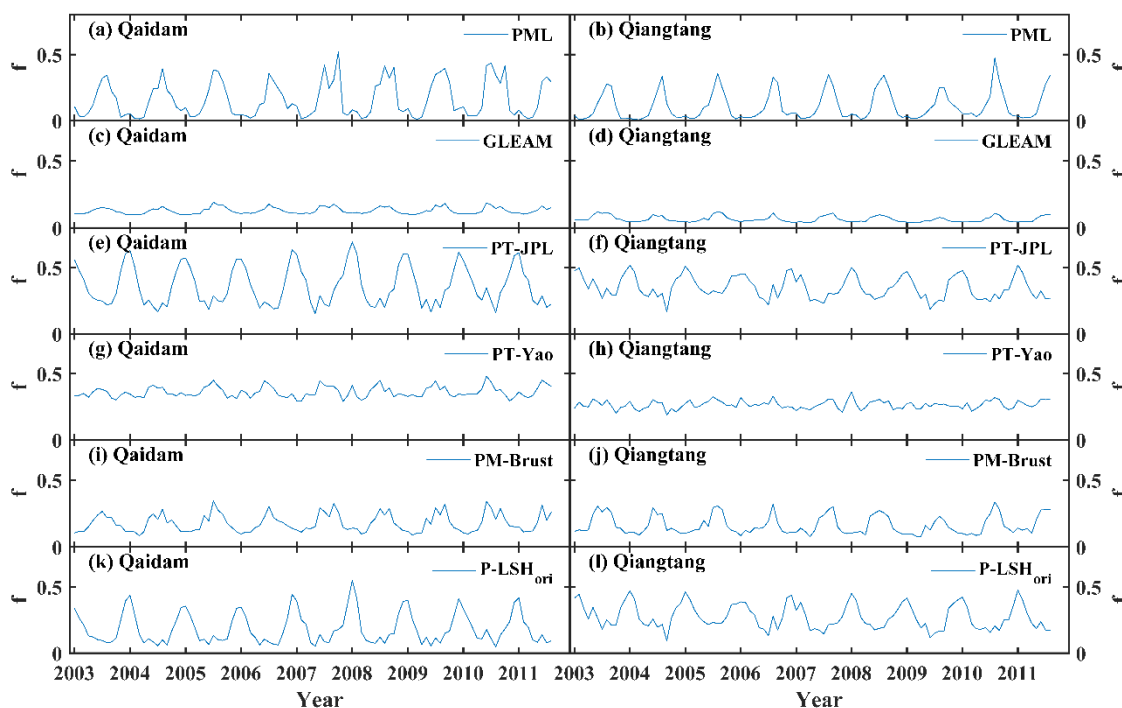 (a) Qaidam PML (b) Qiangtang PML
0.5 0.5
f f
0 0
(c) Qaidam GLEAM (d) Qiangtang GLEAM
0.5 0.5
f f
0 0
(e) Qaidam PT-JPL (f) Qiangtang PT-JPL
0.5 0.5
f f
0 0
(g) Qaidam PT-Yao (h) Qiangtang PT-Yao
0.5 0.5
f f
0 0
(i) Qaidam PM-Brust (j) Qiangtang PM-Brust
0.5 0.5
f f
0 0
(k) Qaidam P-LSHori (l) Qiangtang P-LSHori
0.5 0.5
f f
0 0
2003 2004 2005 2006 2007 2008 2009 2010 2011 2003 2004 2005 2006 2007 2008 2009 2010 2011
Year Year